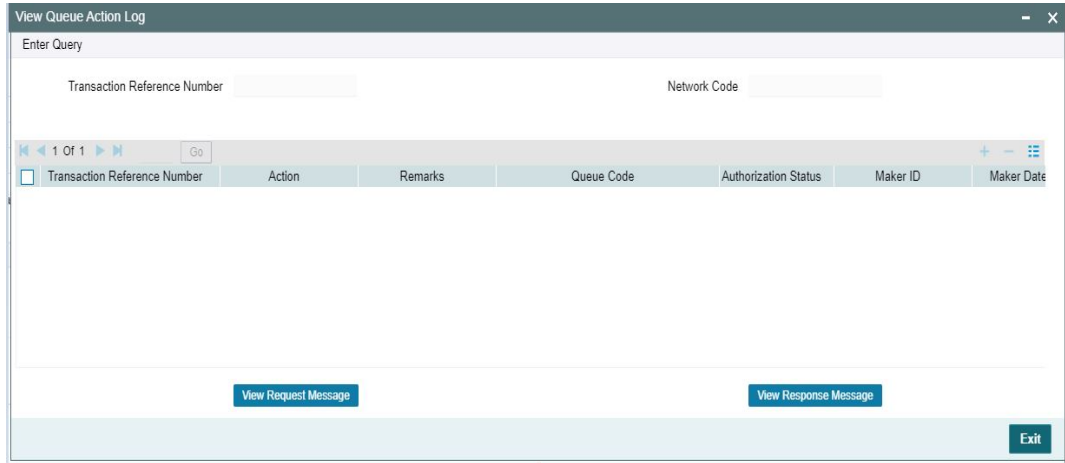 View Queue Action Log
Enter Query
Transaction Reference Number Network Code
1 Of 1 Go
Transaction Reference Number Action Remarks Queue Code Authorization Status Maker ID Maker Date
View Request Message View Response Message
Exit